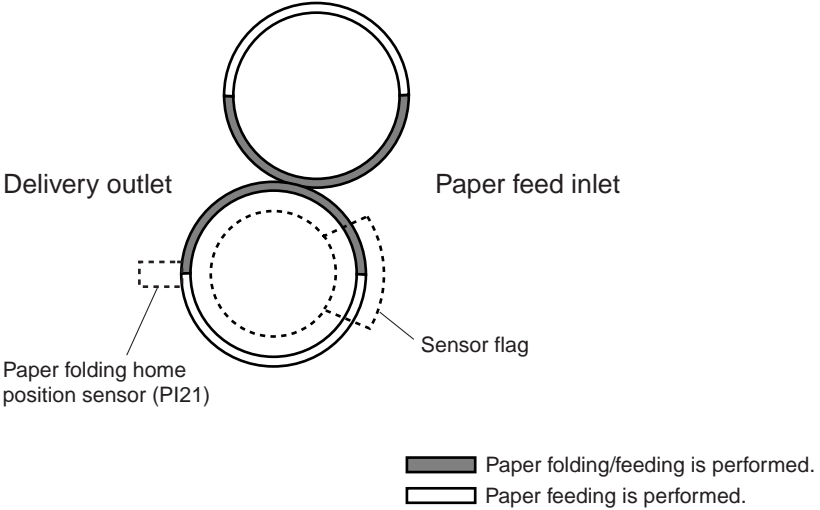 Delivery outlet
Paper feed inlet
Sensor flag
Paper folding home
position sensor (PI21)
Paper folding/feeding is performed.
Paper feeding is performed.